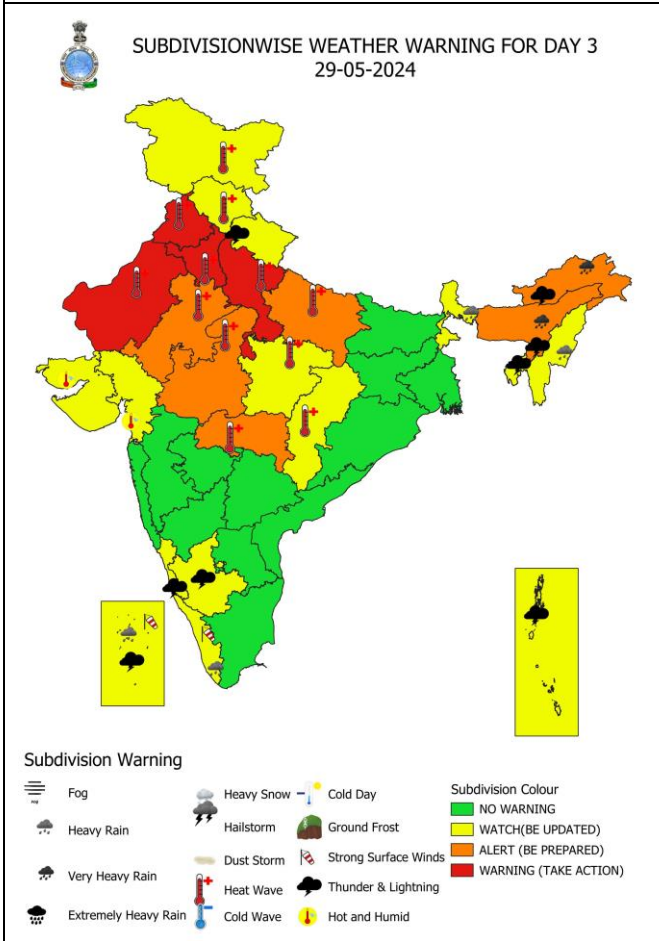 SUBDIVISIONWISE WEATHER WARNING FOR DAY 3
29-05-2024
Subdivision Warning
Fog
Heavy Rain
Very Heavy Rain
Extremely Heavy Rain
Heavy Snow
Hailstorm
Dust Storm
Heat Wave
Cold Wave
Cold Day
Ground Frost
Strong Surface Winds
Thunder & Lightning
Hot and Humid
Subdivision Colour
NO WARNING
WATCH(BE UPDATED)
ALERT (BE PREPARED)
WARNING (TAKE ACTION)